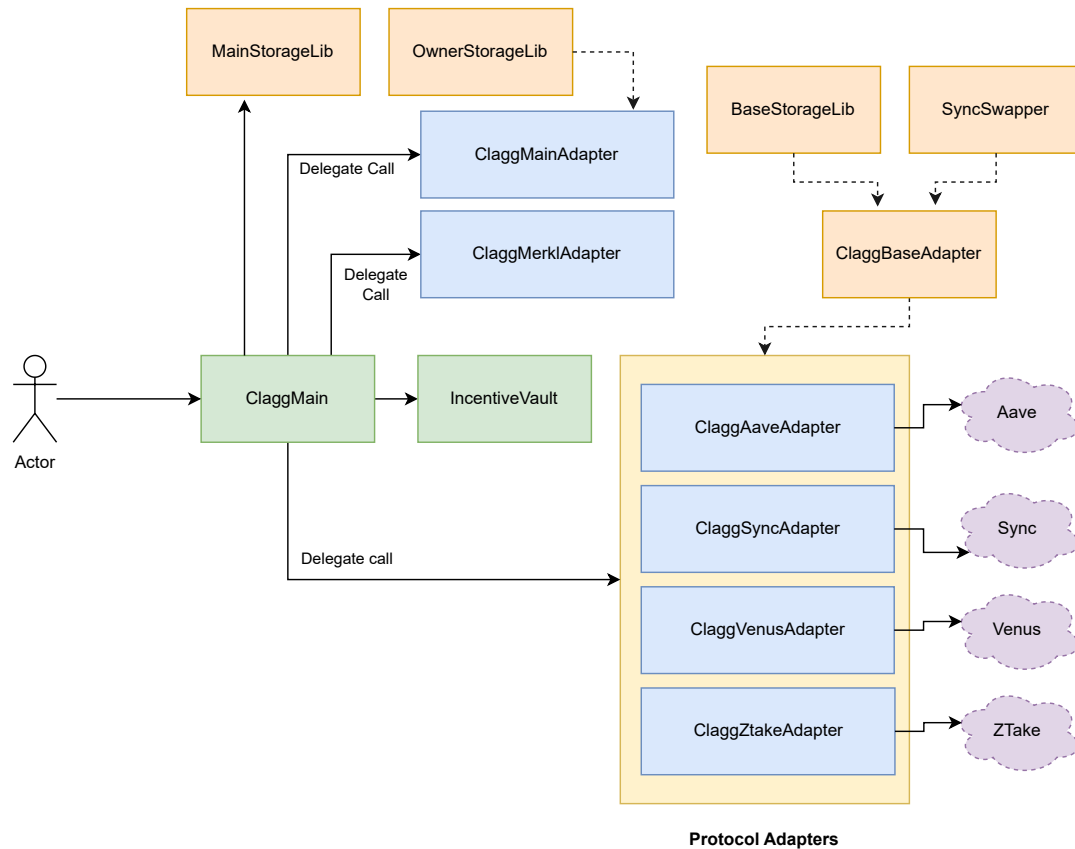 MainStorageLib
OwnerStorageLib
BaseStorageLib
SyncSwapper
ClaggMainAdapter
Delegate Call
ClaggMerklAdapter
ClaggBaseAdapter
Delegate
Call
ClaggMain
IncentiveVault
Actor
ClaggAaveAdapter
Aave
ClaggSyncAdapter
Sync
Delegate call
ClaggVenusAdapter
Venus
ClaggZtakeAdapter
ZTake
Protocol Adapters